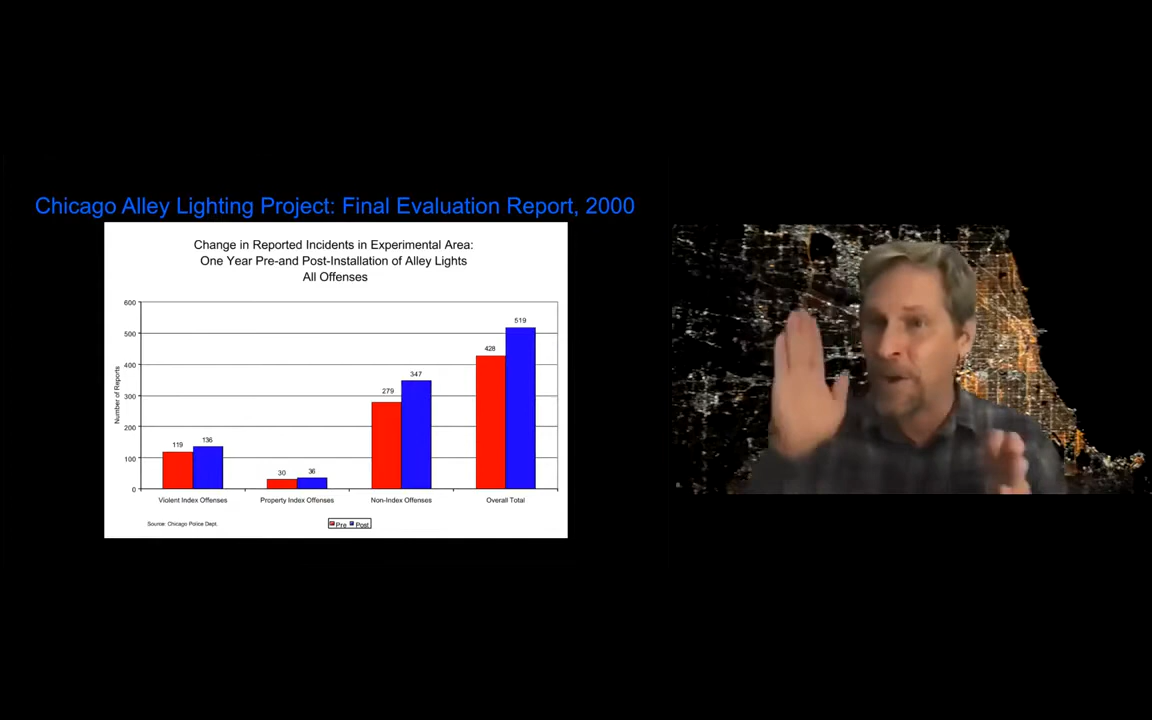 Chicago Alley Lighting Project: Final Evaluation Report, 2000
Change in Reported Incidents in Experimental Area:
One Year Pre-and Post-Installation of Alley Lights
All Offenses
Number of Reports
600
500
400
300
200
100
0
119
136
30
36
279
347
428
519
Violent Index Offenses
Property Index Offenses
Non-Index Offenses
Overall Total
Source: Chicago Police Dept.
Pre Post